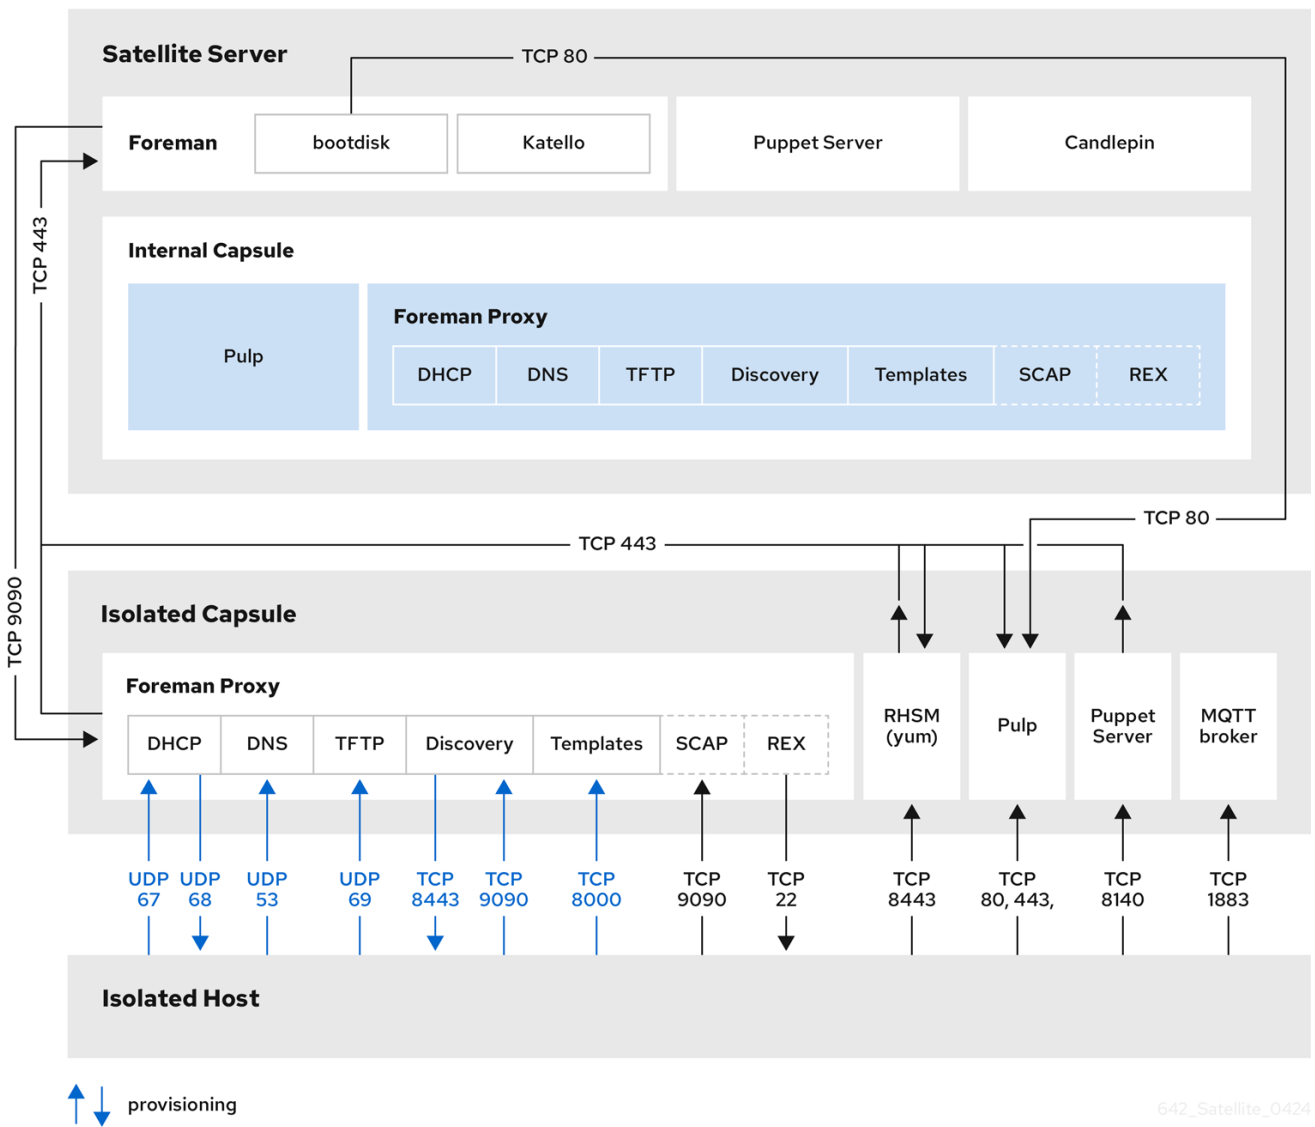 Satellite Server
TCP 80
Foreman
bootdisk
Katello
Puppet Server
Candlepin
TCP 443
Internal Capsule
Pulp
Foreman Proxy
DHCP
DNS
TFTP
Discovery
Templates
SCAP
REX
TCP 80
TCP 443
TCP 9090
Isolated Capsule
Foreman Proxy
DHCP
DNS
TFTP
Discovery
Templates
SCAP
REX
RHSM
(yum)
Pulp
Puppet
Server
MQTT
broker
UDP
67
UDP
68
UDP
53
UDP
69
TCP
8443
TCP
9090
TCP
8000
TCP
9090
TCP
22
TCP
8443
TCP
80, 443,
TCP
8140
TCP
1883
Isolated Host
provisioning
642_Satellite_0424